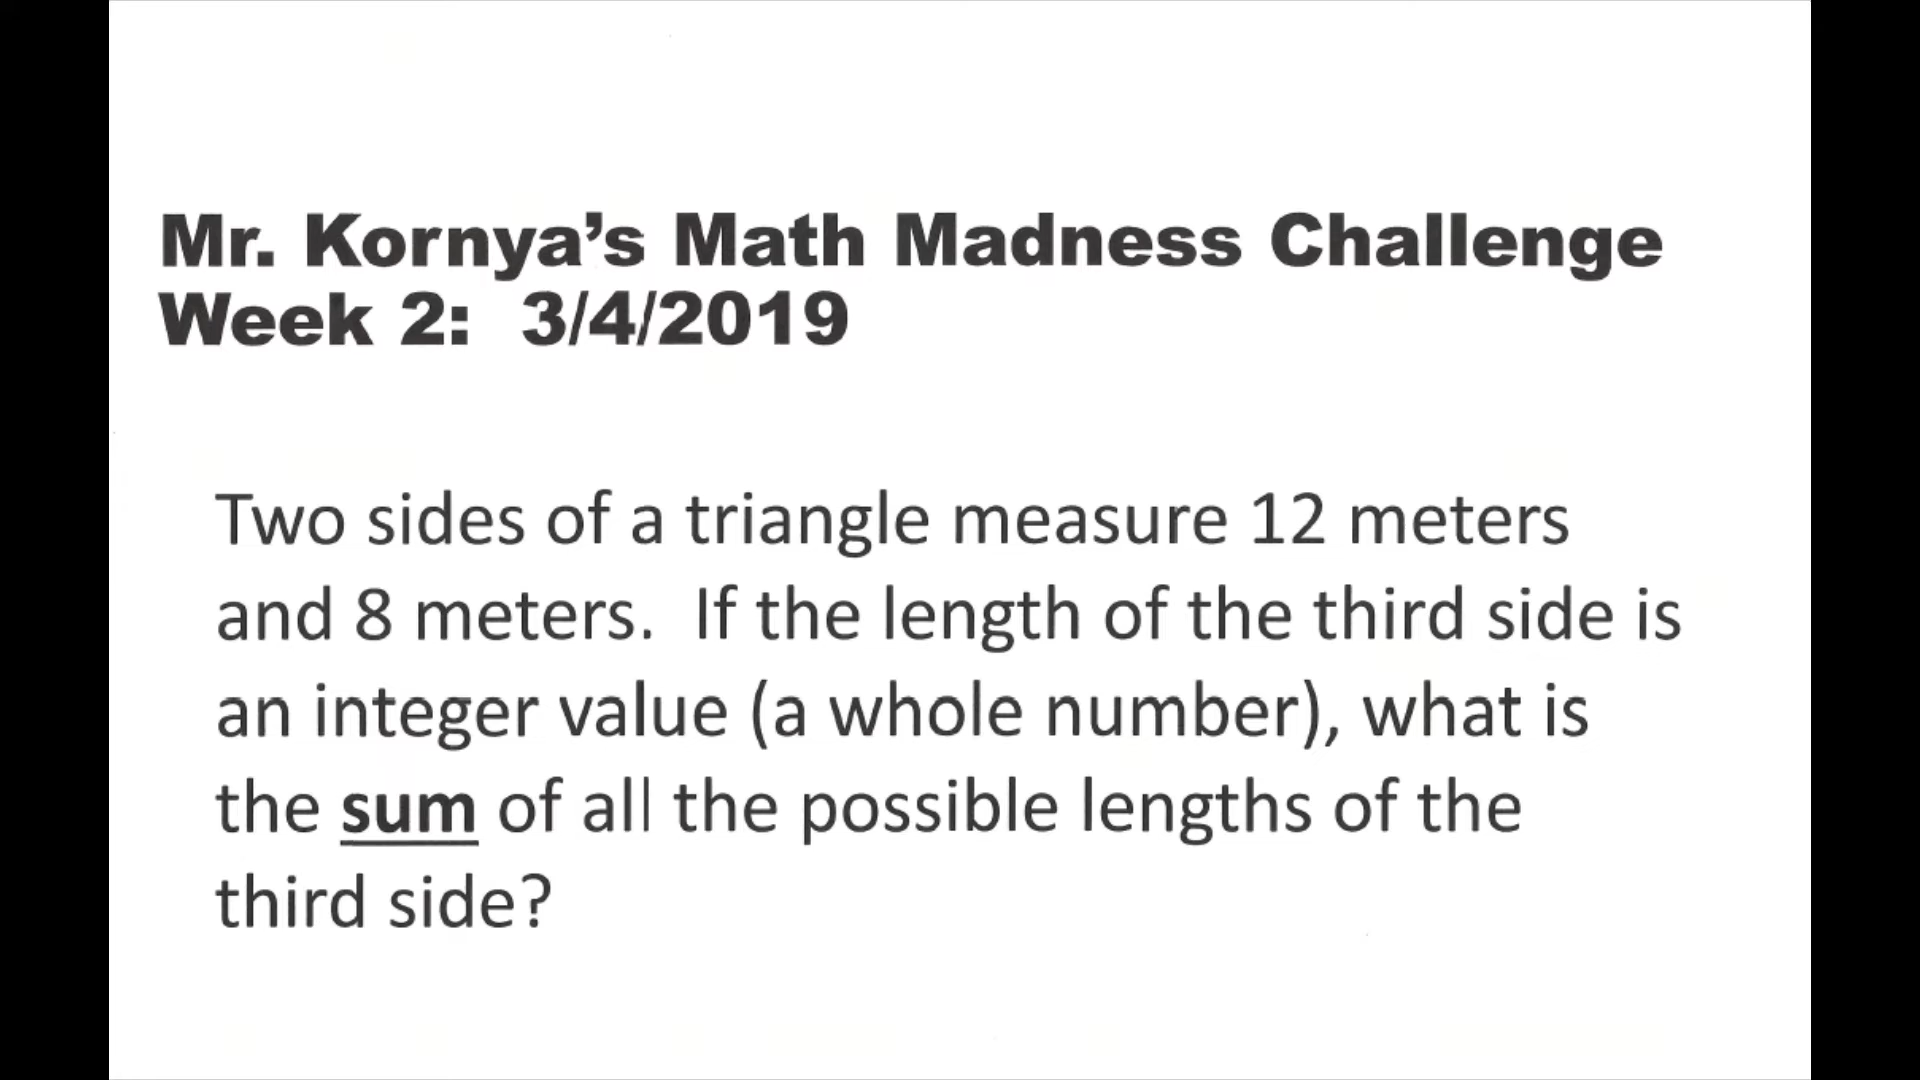 Mr. Kornya’s Math Madness Challenge
Week 2:  3/4/2019
Two sides of a triangle measure 12 meters
and 8 meters.  If the length of the third side is
an integer value (a whole number), what is
the sum of all the possible lengths of the
third side?